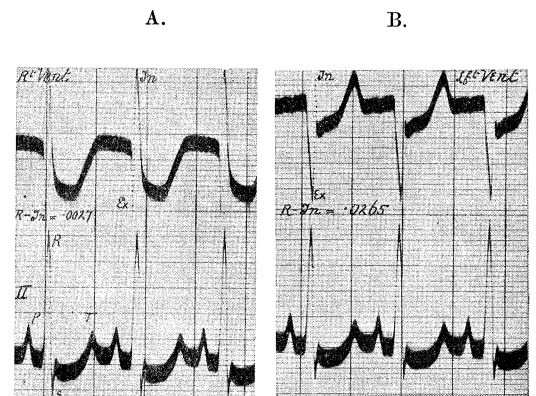 A.
B.
Rt Vent. In
In Lft Vent
Ex
R-In = .0027
R
II
P T
S
Ex
R-In = .0265